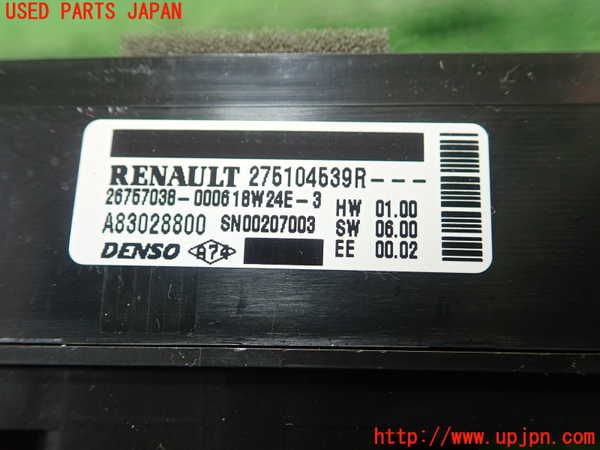 USED PARTS JAPAN
RENAULT 275104539R---
26757038-000618W24E-3
A83028800 SN00207003
DENSO A74
HW 01.00
SW 06.00
EE 00.02
www.upjpn.com